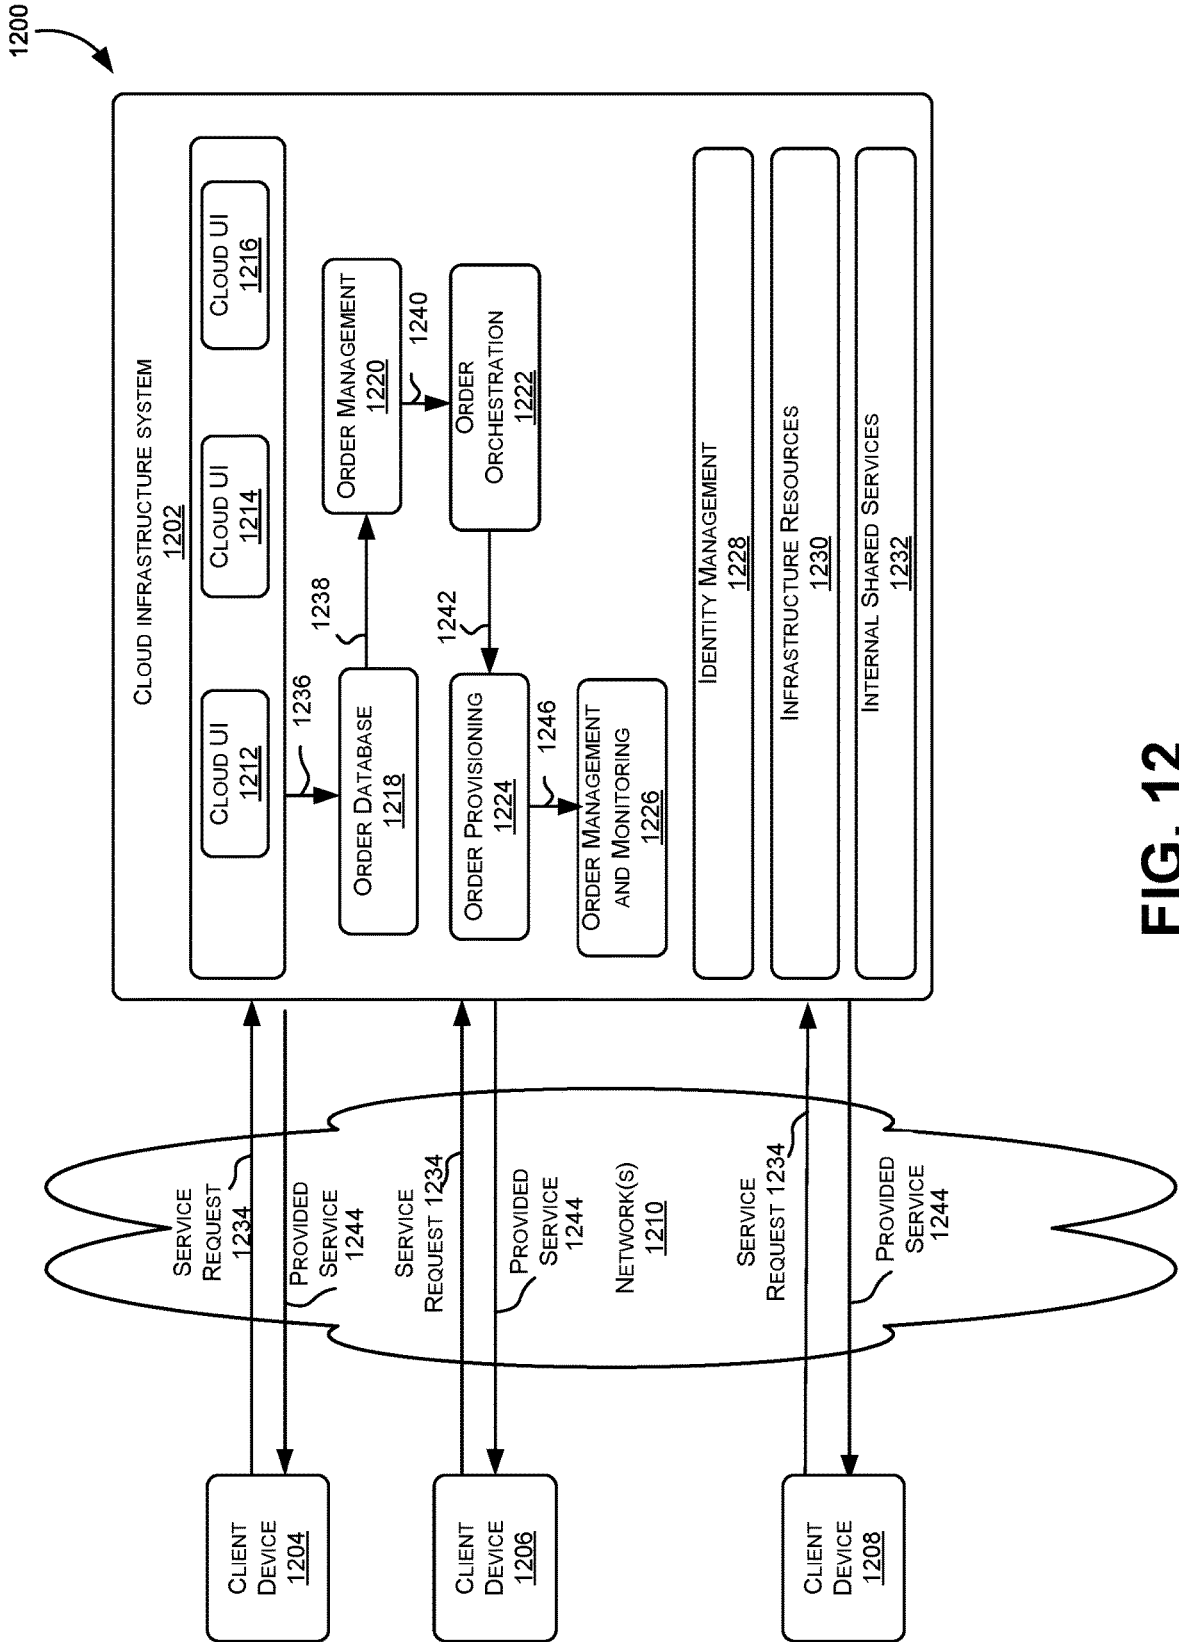 1200
CLOUD INFRASTRUCTURE SYSTEM
1202
CLOUD UI
1212
CLOUD UI
1214
CLOUD UI
1216
1236
ORDER DATABASE
1218
1238
ORDER MANAGEMENT
1220
1240
ORDER
ORCHESTRATION
1222
1242
ORDER PROVISIONING
1224
1246
ORDER MANAGEMENT
AND MONITORING
1226
IDENTITY MANAGEMENT
1228
INFRASTRUCTURE RESOURCES
1230
INTERNAL SHARED SERVICES
1232
SERVICE
REQUEST
1234
PROVIDED
SERVICE
1244
SERVICE
REQUEST 1234
PROVIDED
SERVICE
1244
NETWORK(S)
1210
SERVICE
REQUEST 1234
PROVIDED
SERVICE
1244
CLIENT
DEVICE
1204
CLIENT
DEVICE
1206
CLIENT
DEVICE
1208
FIG. 12